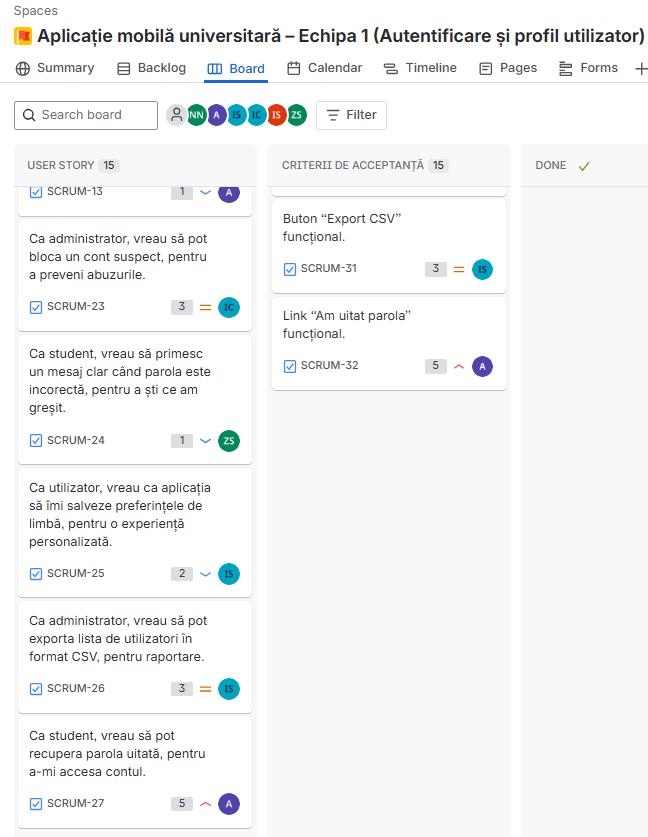 Spaces
Aplicație mobilă universitară – Echipa 1 (Autentificare și profil utilizator)
Summary
Backlog
Board
Calendar
Timeline
Pages
Forms
Search board
NN
A
IS
IC
IS
ZS
Filter
USER STORY 15
SCRUM-13
1
A
Ca administrator, vreau să pot
bloca un cont suspect, pentru
a preveni abuzurile.
SCRUM-23
3
IC
Ca student, vreau să primesc
un mesaj clar când parola este
incorectă, pentru a ști ce am
greșit.
SCRUM-24
1
ZS
Ca utilizator, vreau ca aplicația
să îmi salveze preferințele de
limbă, pentru o experiență
personalizată.
SCRUM-25
2
IS
Ca administrator, vreau să pot
exporta lista de utilizatori în
format CSV, pentru raportare.
SCRUM-26
3
IS
Ca student, vreau să pot
recupera parola uitată, pentru
a-mi accesa contul.
SCRUM-27
5
A
CRITERII DE ACCEPTANȚĂ 15
Buton “Export CSV”
funcțional.
SCRUM-31
3
IS
Link “Am uitat parola”
funcțional.
SCRUM-32
5
A
DONE